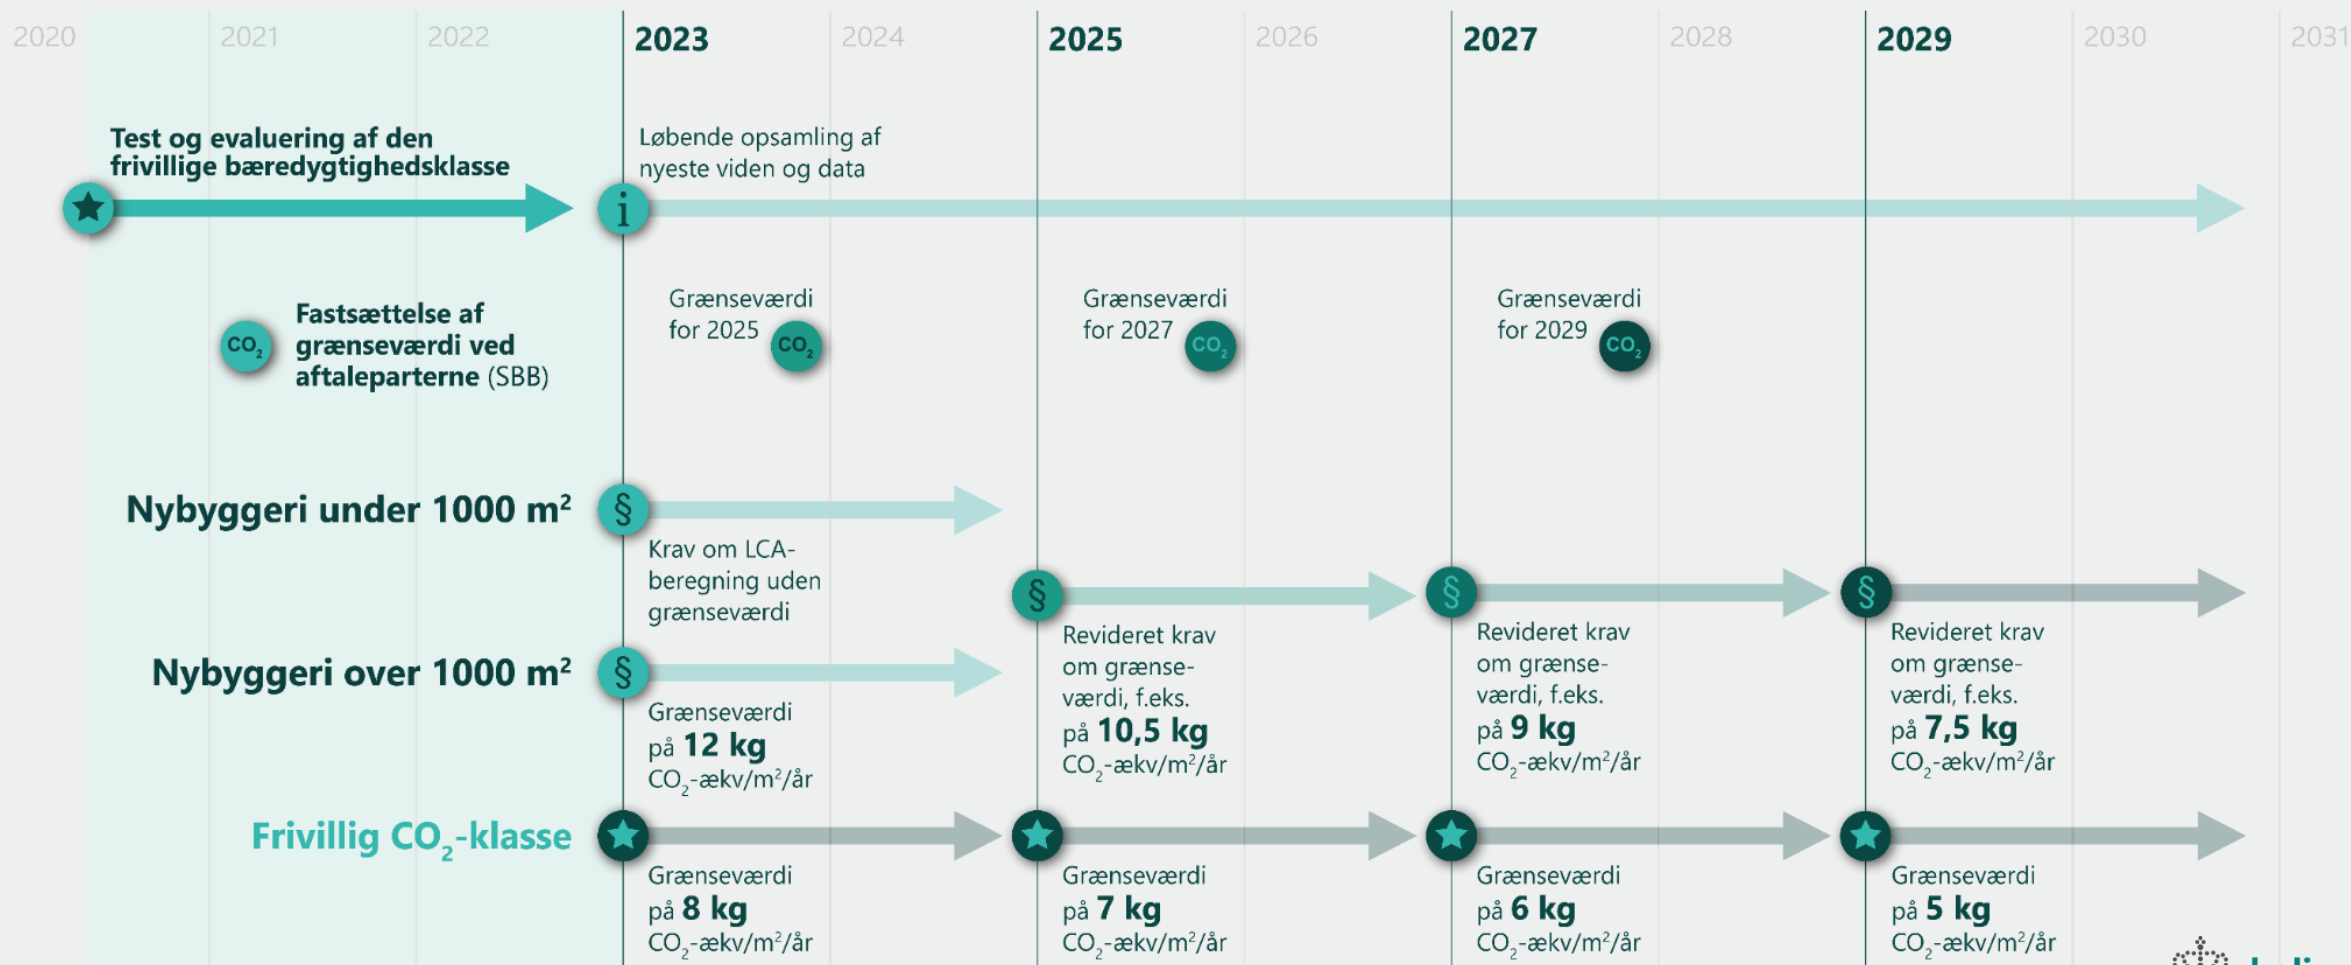 2020 2021 2022 2023 2024 2025 2026 2027 2028 2029 2030 2031
Test og evaluering af den
frivillige bæredygtighedsklasse
Løbende opsamling af
nyeste viden og data
i
CO₂
Fastsættelse af
grænseværdi ved
aftaleparterne (SBB)
Grænseværdi
for 2025
CO₂
Grænseværdi
for 2027
CO₂
Grænseværdi
for 2029
CO₂
Nybyggeri under 1000 m²
§
Krav om LCA-
beregning uden
grænseværdi
Nybyggeri over 1000 m²
§
Grænseværdi
på 12 kg
CO₂-ækv/m²/år
§
Revideret krav
om grænse-
værdi, f.eks.
på 10,5 kg
CO₂-ækv/m²/år
§
Revideret krav
om grænse-
værdi, f.eks.
på 9 kg
CO₂-ækv/m²/år
§
Revideret krav
om grænse-
værdi, f.eks.
på 7,5 kg
CO₂-ækv/m²/år
Frivillig CO₂-klasse
Grænseværdi
på 8 kg
CO₂-ækv/m²/år
Grænseværdi
på 7 kg
CO₂-ækv/m²/år
Grænseværdi
på 6 kg
CO₂-ækv/m²/år
Grænseværdi
på 5 kg
CO₂-ækv/m²/år